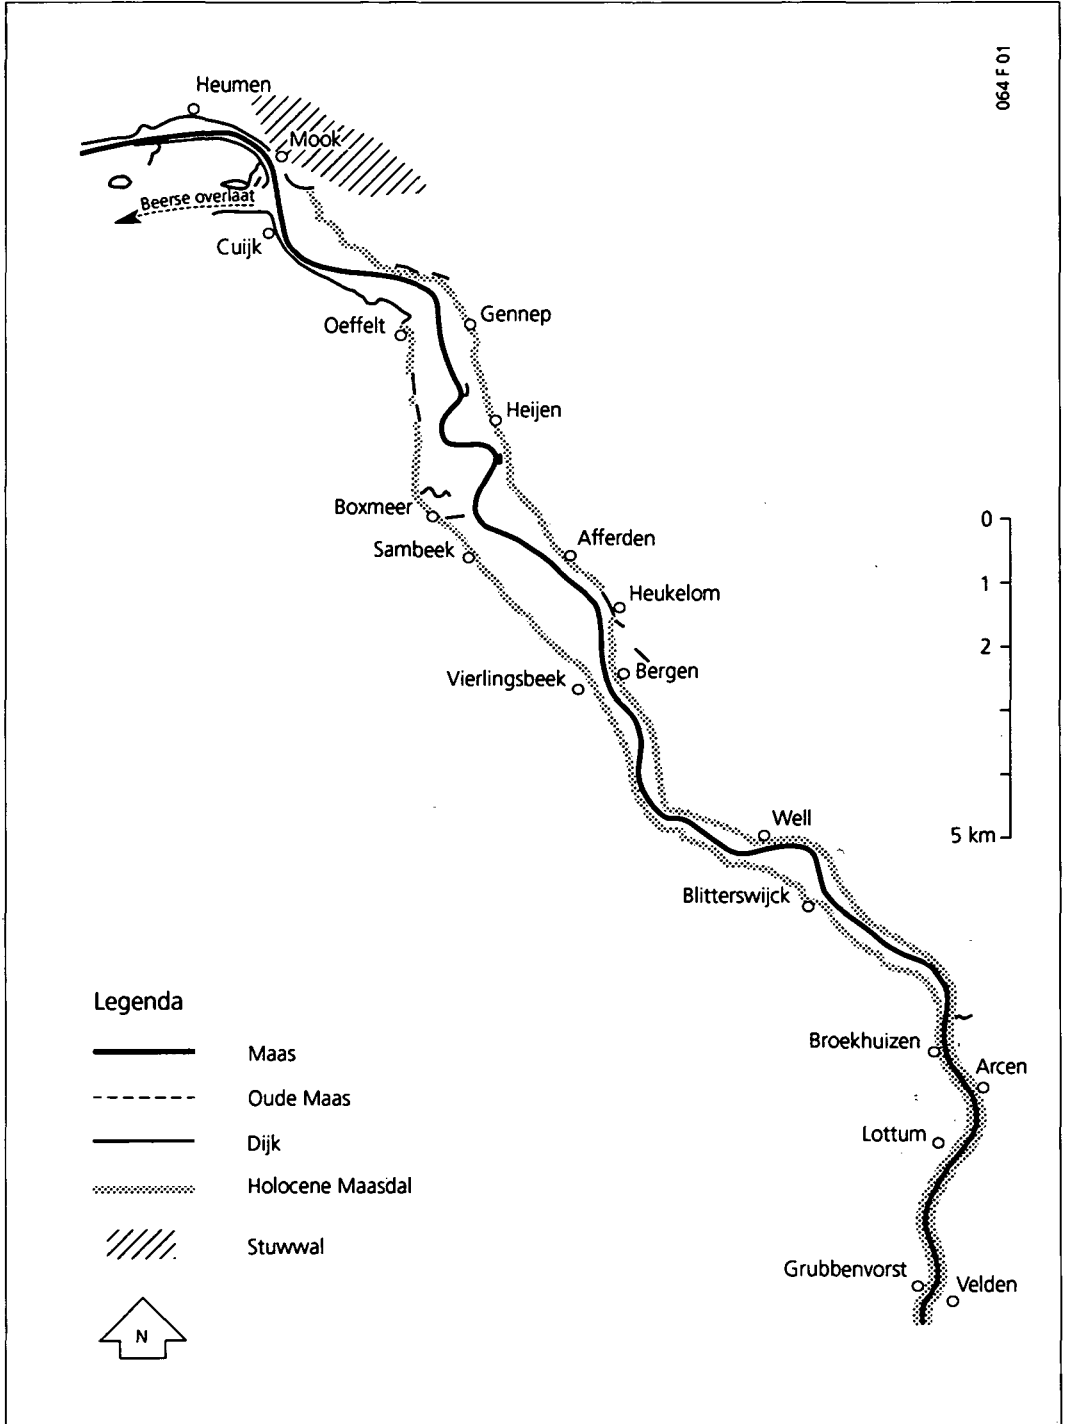 064 F 01
Heumen
Mook
Beerse overlaat
Cuijk
Oeffelt
Gennep
Heijen
Boxmeer
Sambeek
Afferden
Heukelom
Vierlingsbeek
Bergen
0
1
2
5 km
Well
Blitterswijck
Broekhuizen
Arcen
Lottum
Grubbenvorst
Velden
Legenda
Maas
Oude Maas
Dijk
Holocene Maasdal
Stuwwal
N